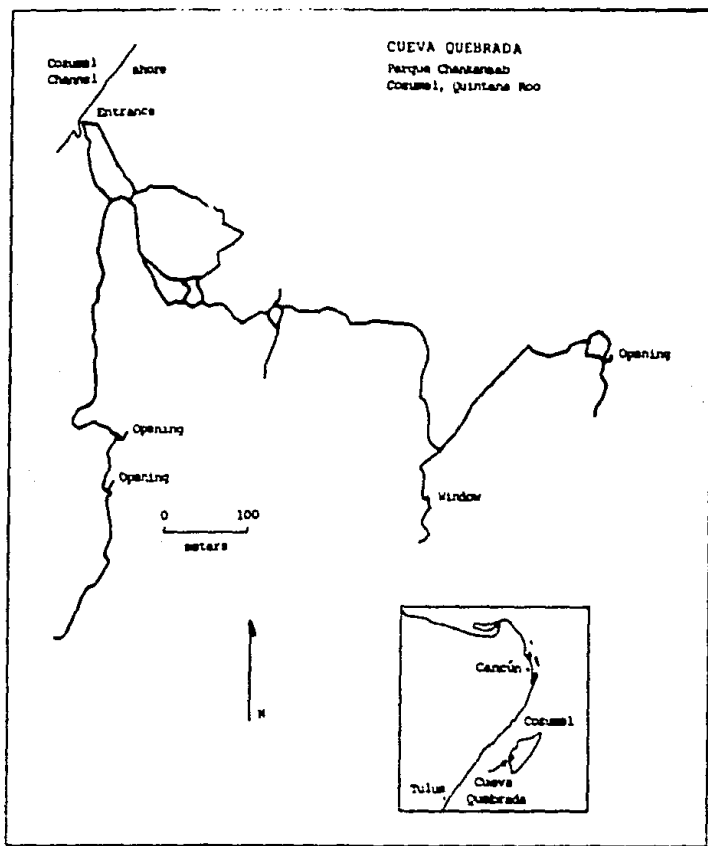 CUEVA QUEBRADA
Parque Chankanaab
Cozumel, Quintana Roo
Cozumel
Channel
shore
Entrance
Opening
Opening
Opening
Window
0 100
meters
N
Cancún
Cozumel
Cueva
Quebrada
Tulum